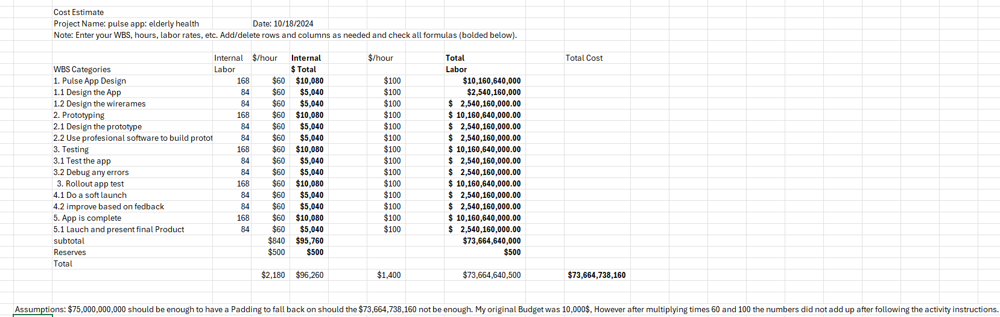 Cost Estimate
Project Name: pulse app: elderly health Date: 10/18/2024
Note: Enter your WBS, hours, labor rates, etc. Add/delete rows and columns as needed and check all formulas (bolded below).
Internal $/hour Internal $/hour Total Total Cost
WBS Categories Labor $ Total Labor
1. Pulse App Design 168 $60 $10,080 $100 $10,160,640,000
1.1 Design the App 84 $60 $5,040 $100 $2,540,160,000
1.2 Design the wirerames 84 $60 $5,040 $100 $ 2,540,160,000.00
2. Prototyping 168 $60 $10,080 $100 $ 10,160,640,000.00
2.1 Design the prototype 84 $60 $5,040 $100 $ 2,540,160,000.00
2.2 Use profesional software to build protot 84 $60 $5,040 $100 $ 2,540,160,000.00
3. Testing 168 $60 $10,080 $100 $ 10,160,640,000.00
3.1 Test the app 84 $60 $5,040 $100 $ 2,540,160,000.00
3.2 Debug any errors 84 $60 $5,040 $100 $ 2,540,160,000.00
3. Rollout app test 168 $60 $10,080 $100 $ 10,160,640,000.00
4.1 Do a soft launch 84 $60 $5,040 $100 $ 2,540,160,000.00
4.2 improve based on fedback 84 $60 $5,040 $100 $ 2,540,160,000.00
5. App is complete 168 $60 $10,080 $100 $ 10,160,640,000.00
5.1 Lauch and present final Product 84 $60 $5,040 $100 $ 2,540,160,000.00
subtotal $840 $95,760 $73,664,640,000
Reserves $500 $500 $500
Total
$2,180 $96,260 $1,400 $73,664,640,500 $73,664,738,160
Assumptions: $75,000,000,000 should be enough to have a Padding to fall back on should the $73,664,738,160 not be enough. My original Budget was 10,000$, However after multiplying times 60 and 100 the numbers did not add up after following the activity instructions.